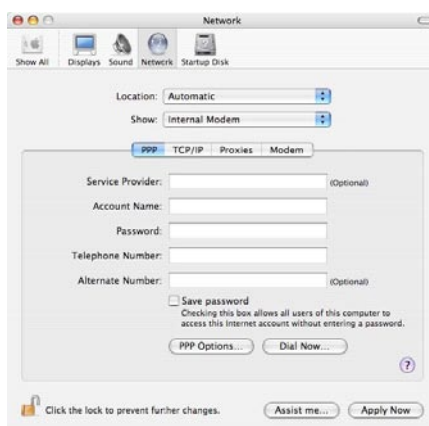 Network
Show All Displays Sound Network Startup Disk
Location: Automatic
Show: Internal Modem
PPP TCP/IP Proxies Modem
Service Provider: (Optional)
Account Name:
Password:
Telephone Number:
Alternate Number: (Optional)
Save password
Checking this box allows all users of this computer to
access this Internet account without entering a password.
PPP Options... Dial Now...
?
Click the lock to prevent further changes. Assist me... Apply Now